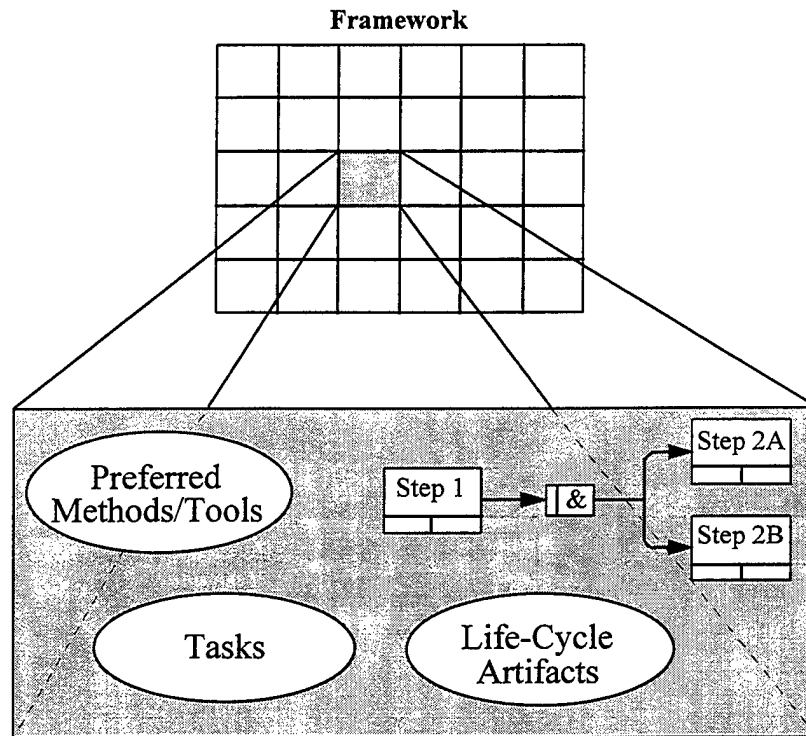 Framework
Preferred
Methods/Tools
Step 1
&
Step 2A
Step 2B
Tasks
Life-Cycle
Artifacts